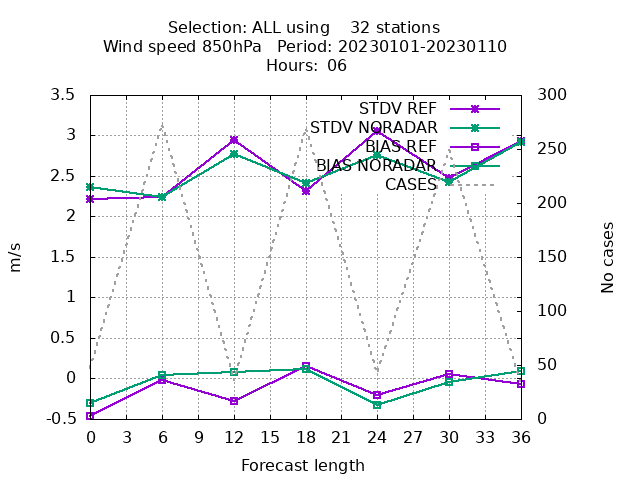 Selection: ALL using    32 stations
Wind speed 850hPa   Period: 20230101-20230110
Hours:  06
3.5
3
2.5
2
1.5
1
0.5
0
-0.5
m/s
STDV REF
STDV NORADAR
BIAS REF
BIAS NORADAR
CASES
300
250
200
150
100
50
0
No cases
0 3 6 9 12 15 18 21 24 27 30 33 36
Forecast length